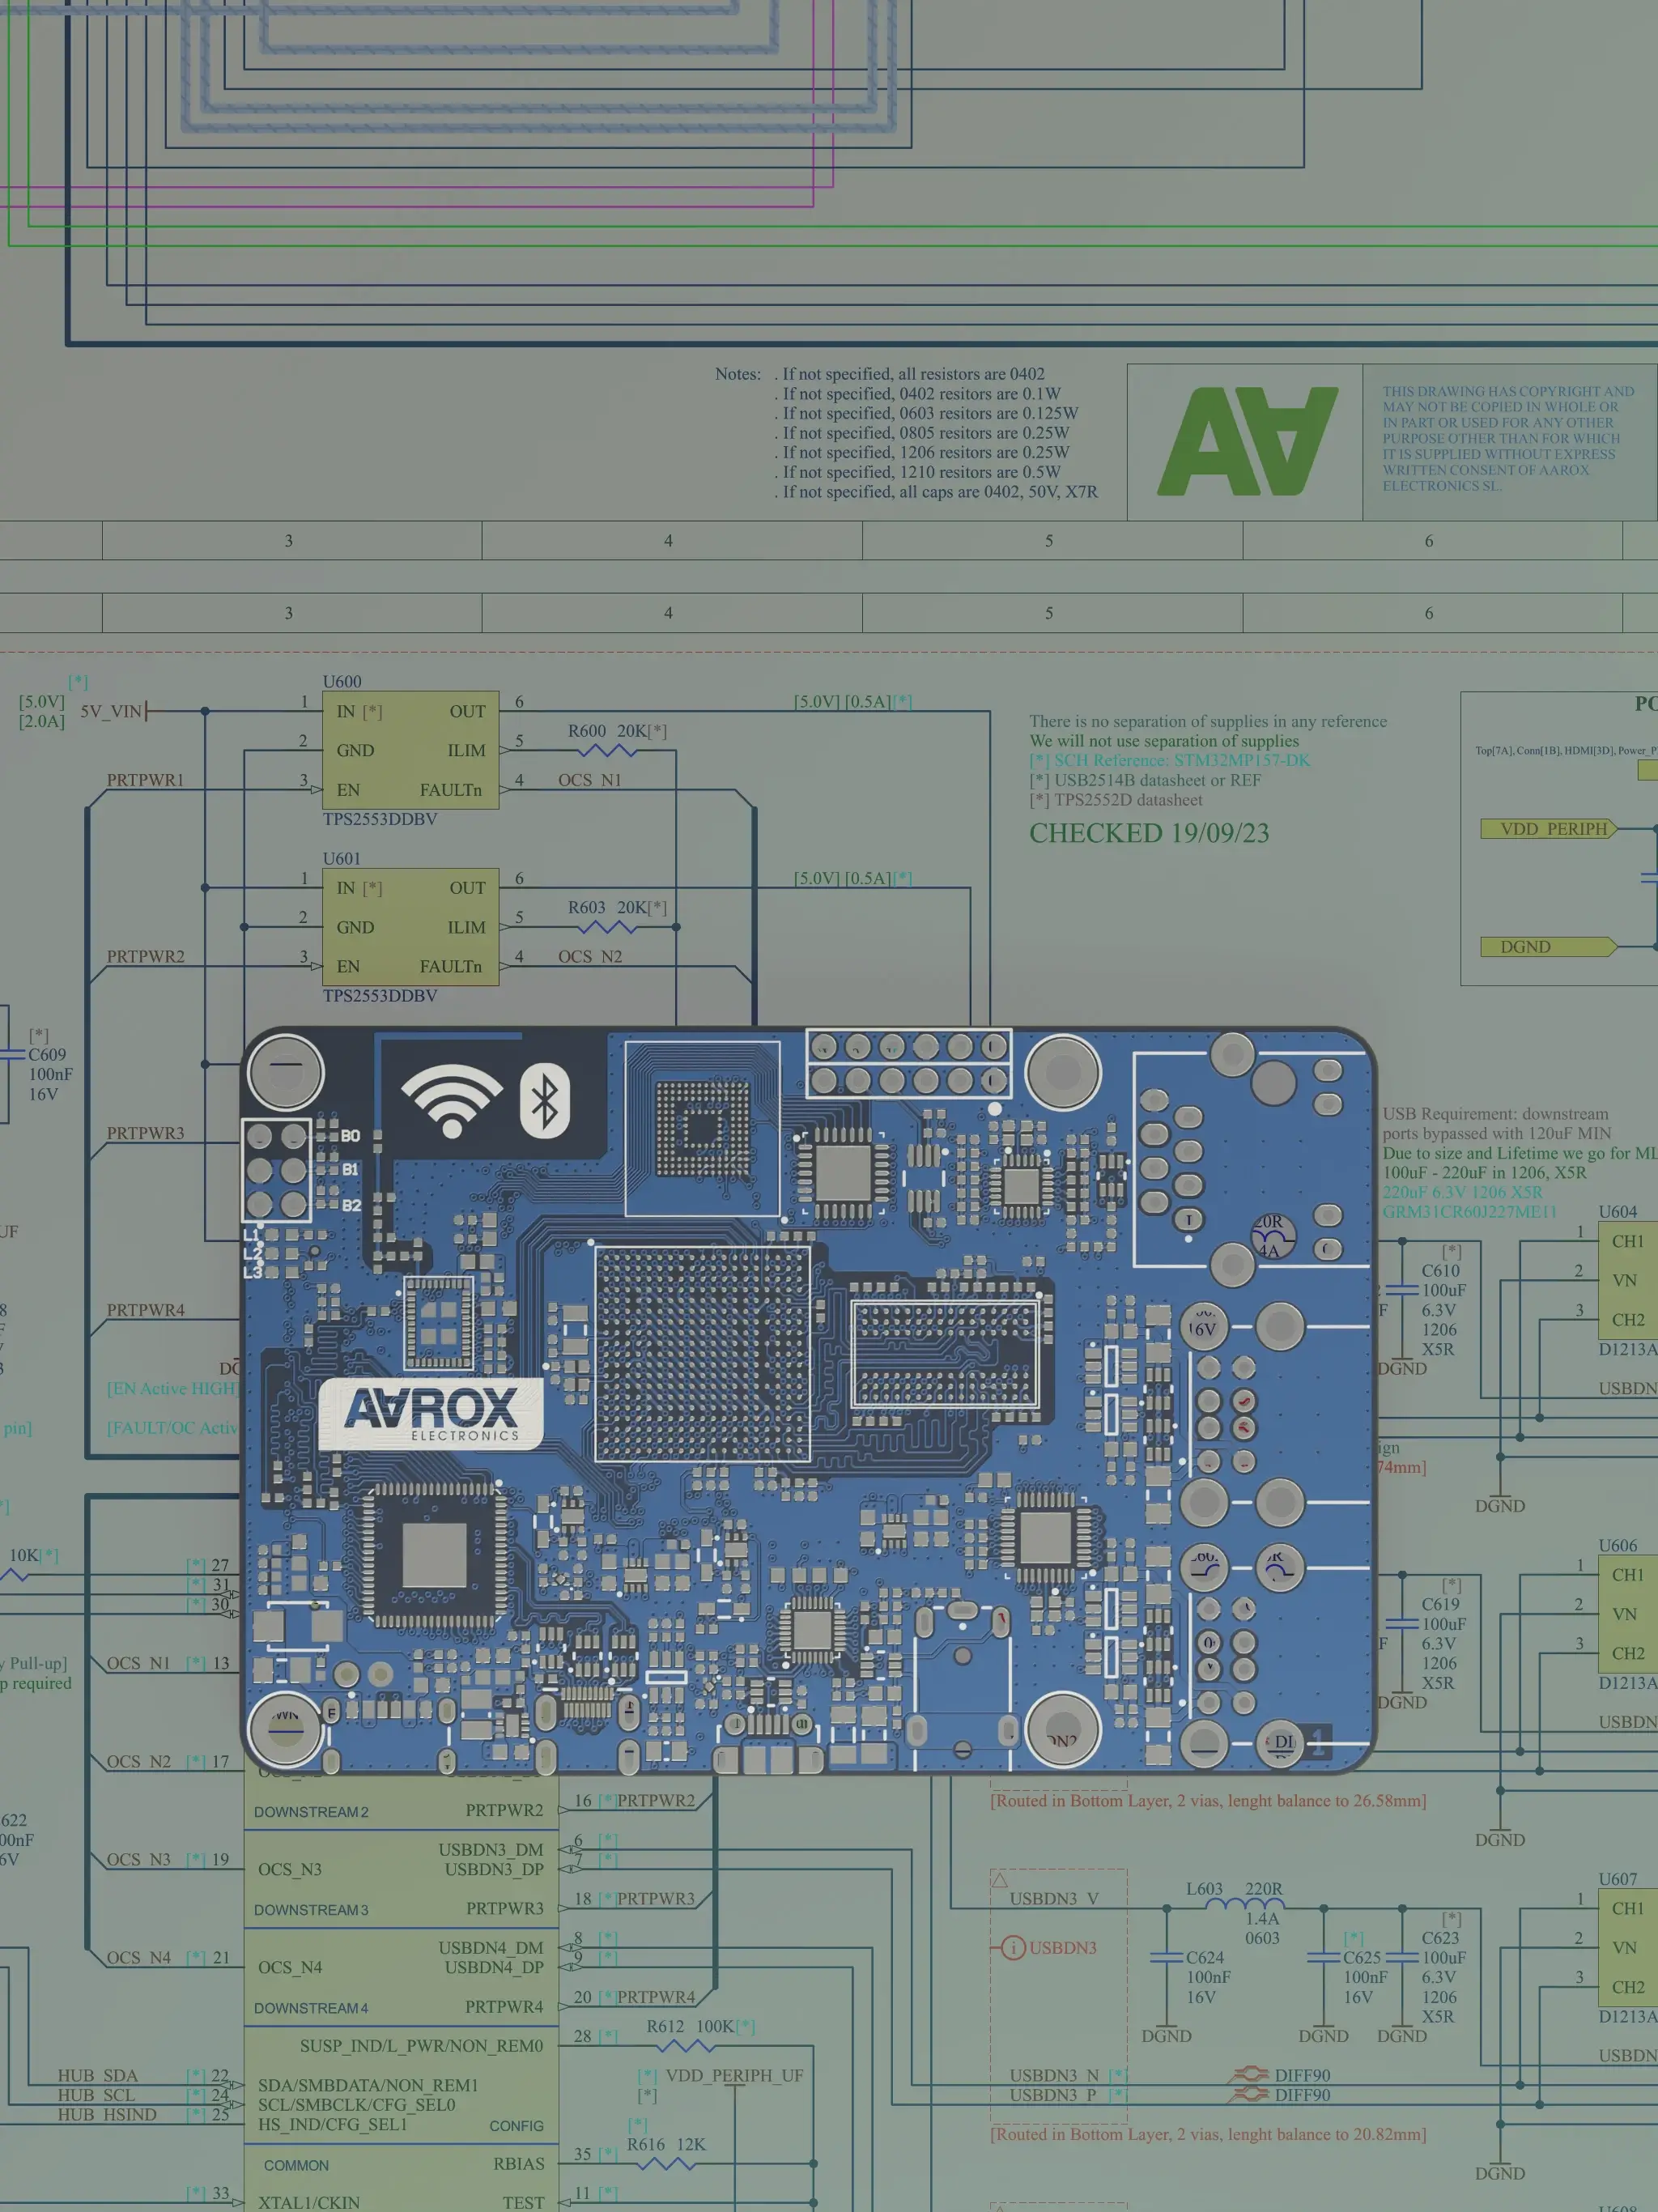 Notes: . If not specified, all resistors are 0402
. If not specified, 0402 resitors are 0.1W
. If not specified, 0603 resitors are 0.125W
. If not specified, 0805 resitors are 0.25W
. If not specified, 1206 resitors are 0.25W
. If not specified, 1210 resitors are 0.5W
. If not specified, all caps are 0402, 50V, X7R
THIS DRAWING HAS COPYRIGHT AND
MAY NOT BE COPIED IN WHOLE OR
IN PART OR USED FOR ANY OTHER
PURPOSE OTHER THAN FOR WHICH
IT IS SUPPLIED WITHOUT EXPRESS
WRITTEN CONSENT OF AAROX
ELECTRONICS SL.
3 4 5 6
3 4 5 6
[*]
[5.0V] 5V_VIN
[2.0A]
U600
1 IN [*] OUT 6
2 GND ILIM 5
3 EN FAULTn 4
TPS2553DDBV
R600 20K[*]
OCS_N1
[5.0V] [0.5A][*]
PRTPWR1
U601
1 IN [*] OUT 6
2 GND ILIM 5
3 EN FAULTn 4
TPS2553DDBV
R603 20K[*]
OCS_N2
[5.0V] [0.5A][*]
PRTPWR2
There is no separation of supplies in any reference
We will not use separation of supplies
[*] SCH Reference: STM32MP157-DK
[*] USB2514B datasheet or REF
[*] TPS2552D datasheet
CHECKED 19/09/23
Top[7A], Conn[1B], HDMI[3D],
VDD_PERIPH
DGND
[*]
C609
100nF
16V
PRTPWR3
PRTPWR4
[EN Active HIGH]
[FAULT/OC Activ
pin]
B0
B1
B2
L1
L2
L3
AAROX
ELECTRONICS
1
USB Requirement: downstream
ports bypassed with 120uF MIN
Due to size and Lifetime we go for
100uF - 220uF in 1206, X5R
220uF 6.3V 1206 X5R
GRM31CR60J227ME11
[*]
C610
100uF
6.3V
1206
X5R
DGND
U604
1 CH1
2 VN
3 CH2
D1213A
USBDN
74mm]
DGND
[*]
C619
100uF
6.3V
1206
X5R
DGND
U606
1 CH1
2 VN
3 CH2
D1213A
USBDN
DGND
10K[*]
[*] 27
[*] 31
[*] 30
Pull-up]
required
OCS_N1 [*] 13
OCS_N2 [*] 17
DOWNSTREAM 2 PRTPWR2 16 [*] PRTPWR2
USBDN3_DM 6 [*]
OCS_N3 [*] 19 OCS_N3 USBDN3_DP 7 [*]
DOWNSTREAM 3 PRTPWR3 18 [*] PRTPWR3
USBDN4_DM 8 [*]
OCS_N4 [*] 21 OCS_N4 USBDN4_DP 9 [*]
DOWNSTREAM 4 PRTPWR4 20 [*] PRTPWR4
SUSP_IND/L_PWR/NON_REM0 28 [*] R612 100K[*]
HUB_SDA [*] 22 SDA/SMBDATA/NON_REM1
HUB_SCL [*] 24 SCL/SMBCLK/CFG_SEL0
HUB_HSIND [*] 25 HS_IND/CFG_SEL1 CONFIG
[*] VDD_PERIPH_UF
[*]
[*]
COMMON RBIAS 35 [*] R616 12K
[*] 33 XTAL1/CKIN TEST 11 [*]
[Routed in Bottom Layer, 2 vias, lenght balance to 26.58mm]
USBDN3_V
USBDN3
L603 220R
1.4A
0603
C624
100nF
16V
DGND
[*]
C625
100nF
16V
DGND
[*]
C623
100uF
6.3V
1206
X5R
DGND
U607
1 CH1
2 VN
3 CH2
D1213A
USBDN
USBDN3_N [*] DIFF90
USBDN3_P [*] DIFF90
[Routed in Bottom Layer, 2 vias, lenght balance to 20.82mm]
DGND